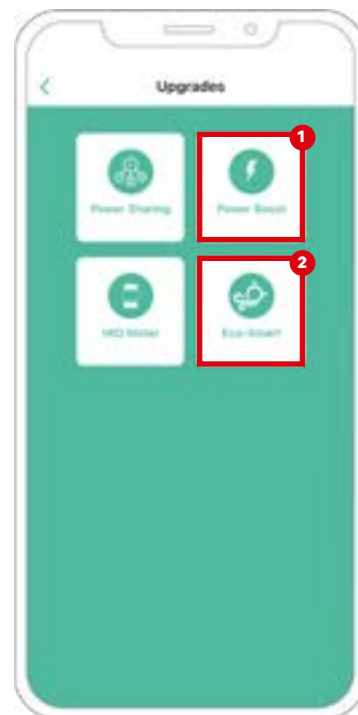 Upgrades
1
Power Sharing
Power Boost
2
MID Meter
Eco-Smart